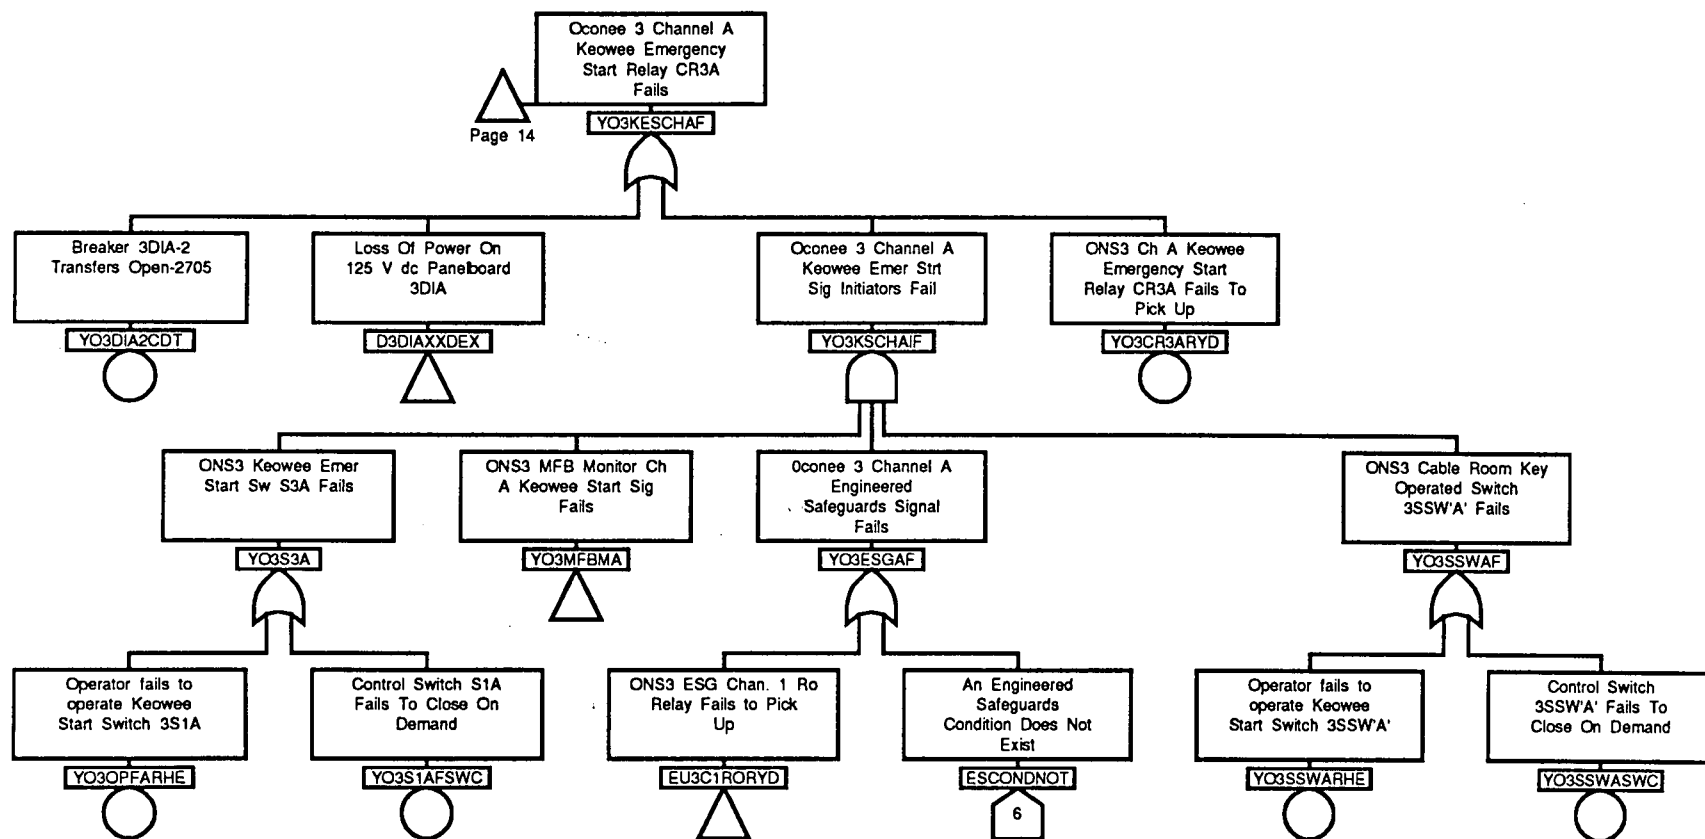 Oconee 3 Channel A
Keowee Emergency
Start Relay CR3A
Fails
Page 14
YO3KESCHAF
Breaker 3DIA-2
Transfers Open-2705
YO3DIA2CDT
Loss Of Power On
125 V dc Panelboard
3DIA
D3DIAXXDEX
Oconee 3 Channel A
Keowee Emer Strt
Sig Initiators Fail
YO3KSCHAIF
ONS3 Ch A Keowee
Emergency Start
Relay CR3A Fails To
Pick Up
YO3CR3ARYD
ONS3 Keowee Emer
Start Sw S3A Fails
YO3S3A
ONS3 MFB Monitor Ch
A Keowee Start Sig
Fails
YO3MFBMA
Oconee 3 Channel A
Engineered
Safeguards Signal
Fails
YO3ESGAF
ONS3 Cable Room Key
Operated Switch
3SSW'A' Fails
YO3SSWAF
Operator fails to
operate Keowee
Start Switch 3S1A
YO3OPFARHE
Control Switch S1A
Fails To Close On
Demand
YO3S1AFSWC
ONS3 ESG Chan. 1 Ro
Relay Fails to Pick
Up
EU3C1RORYD
An Engineered
Safeguards
Condition Does Not
Exist
ESCONDNOT
6
Operator fails to
operate Keowee
Start Switch 3SSW'A'
YO3SSWARHE
Control Switch
3SSW'A' Fails To
Close On Demand
YO3SSWASWC